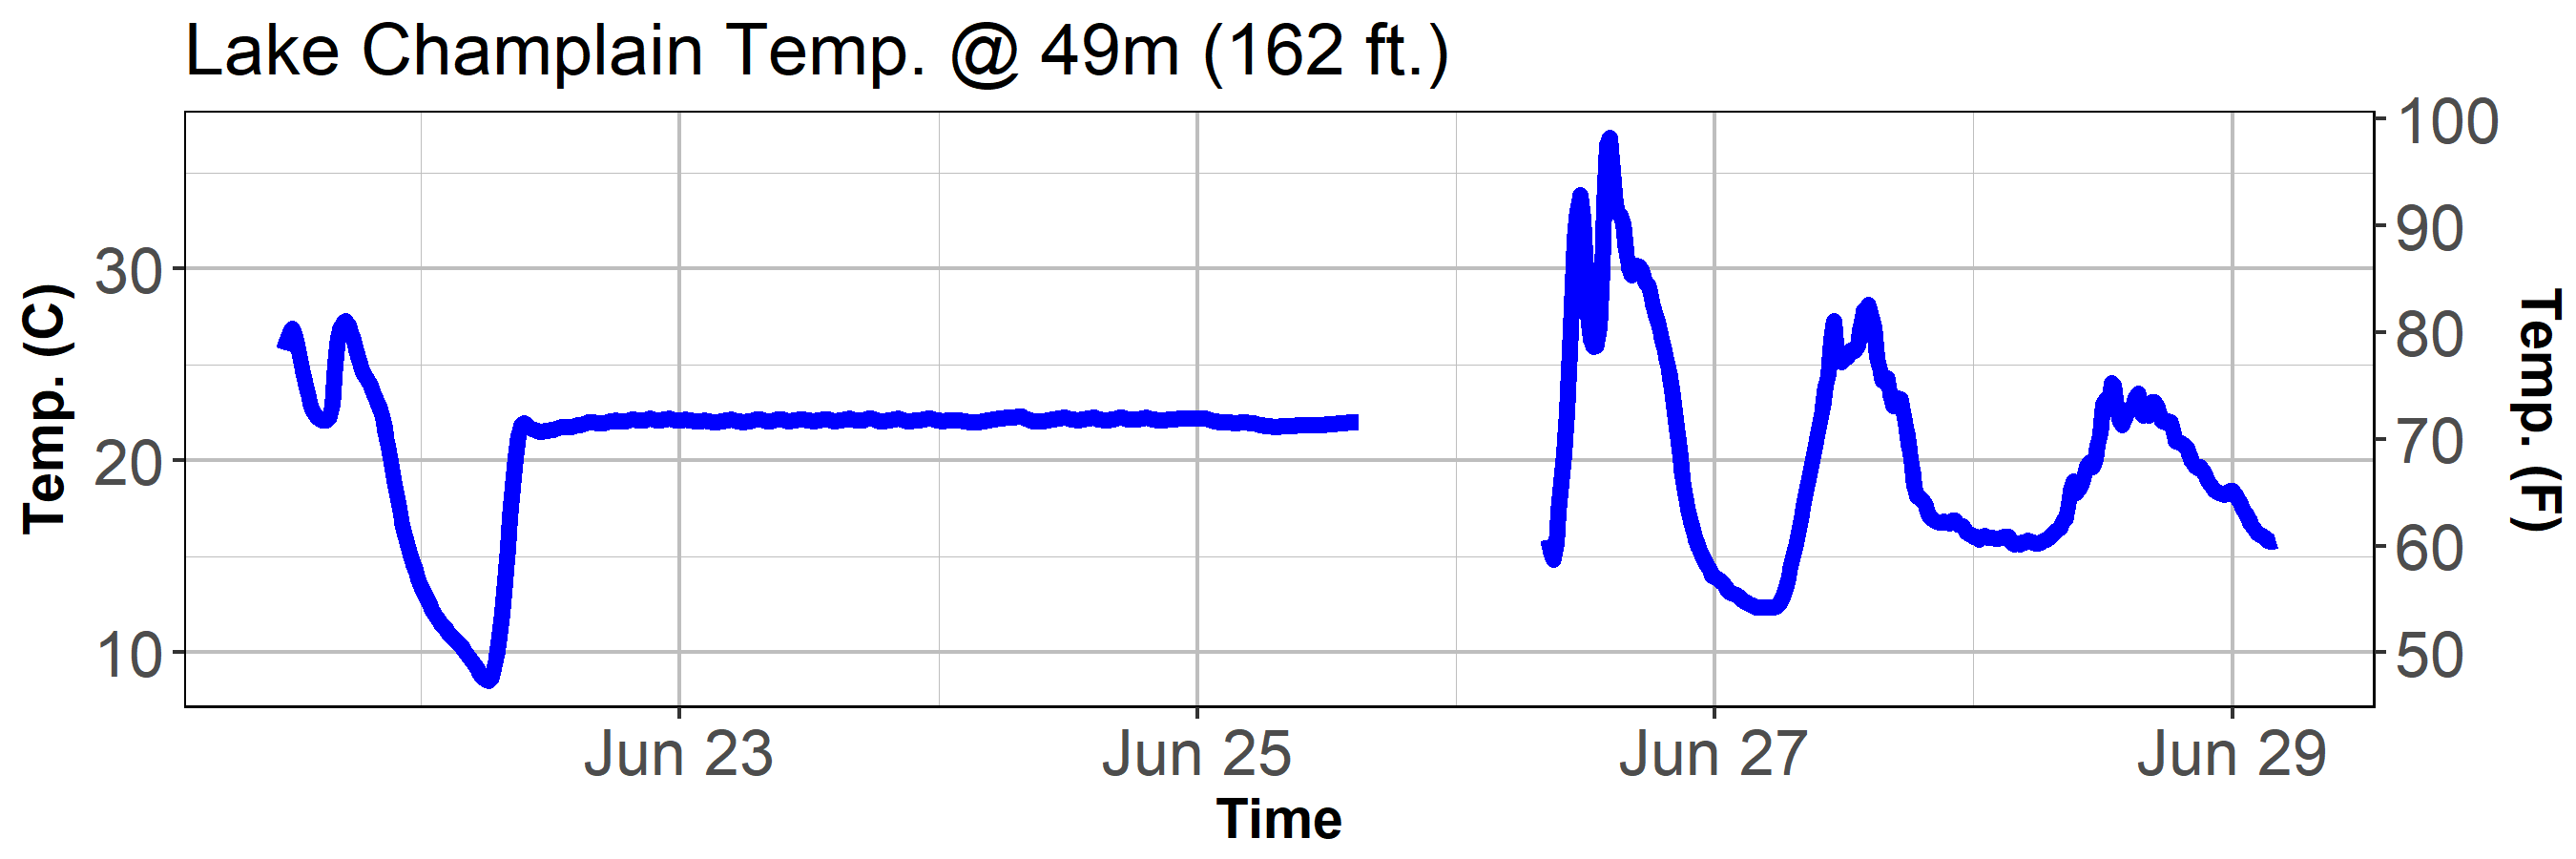 Lake Champlain Temp. @ 49m (162 ft.)
Temp. (C)
30
20
10
100
90
80
70
60
50
Temp. (F)
Jun 23 Jun 25 Jun 27 Jun 29
Time